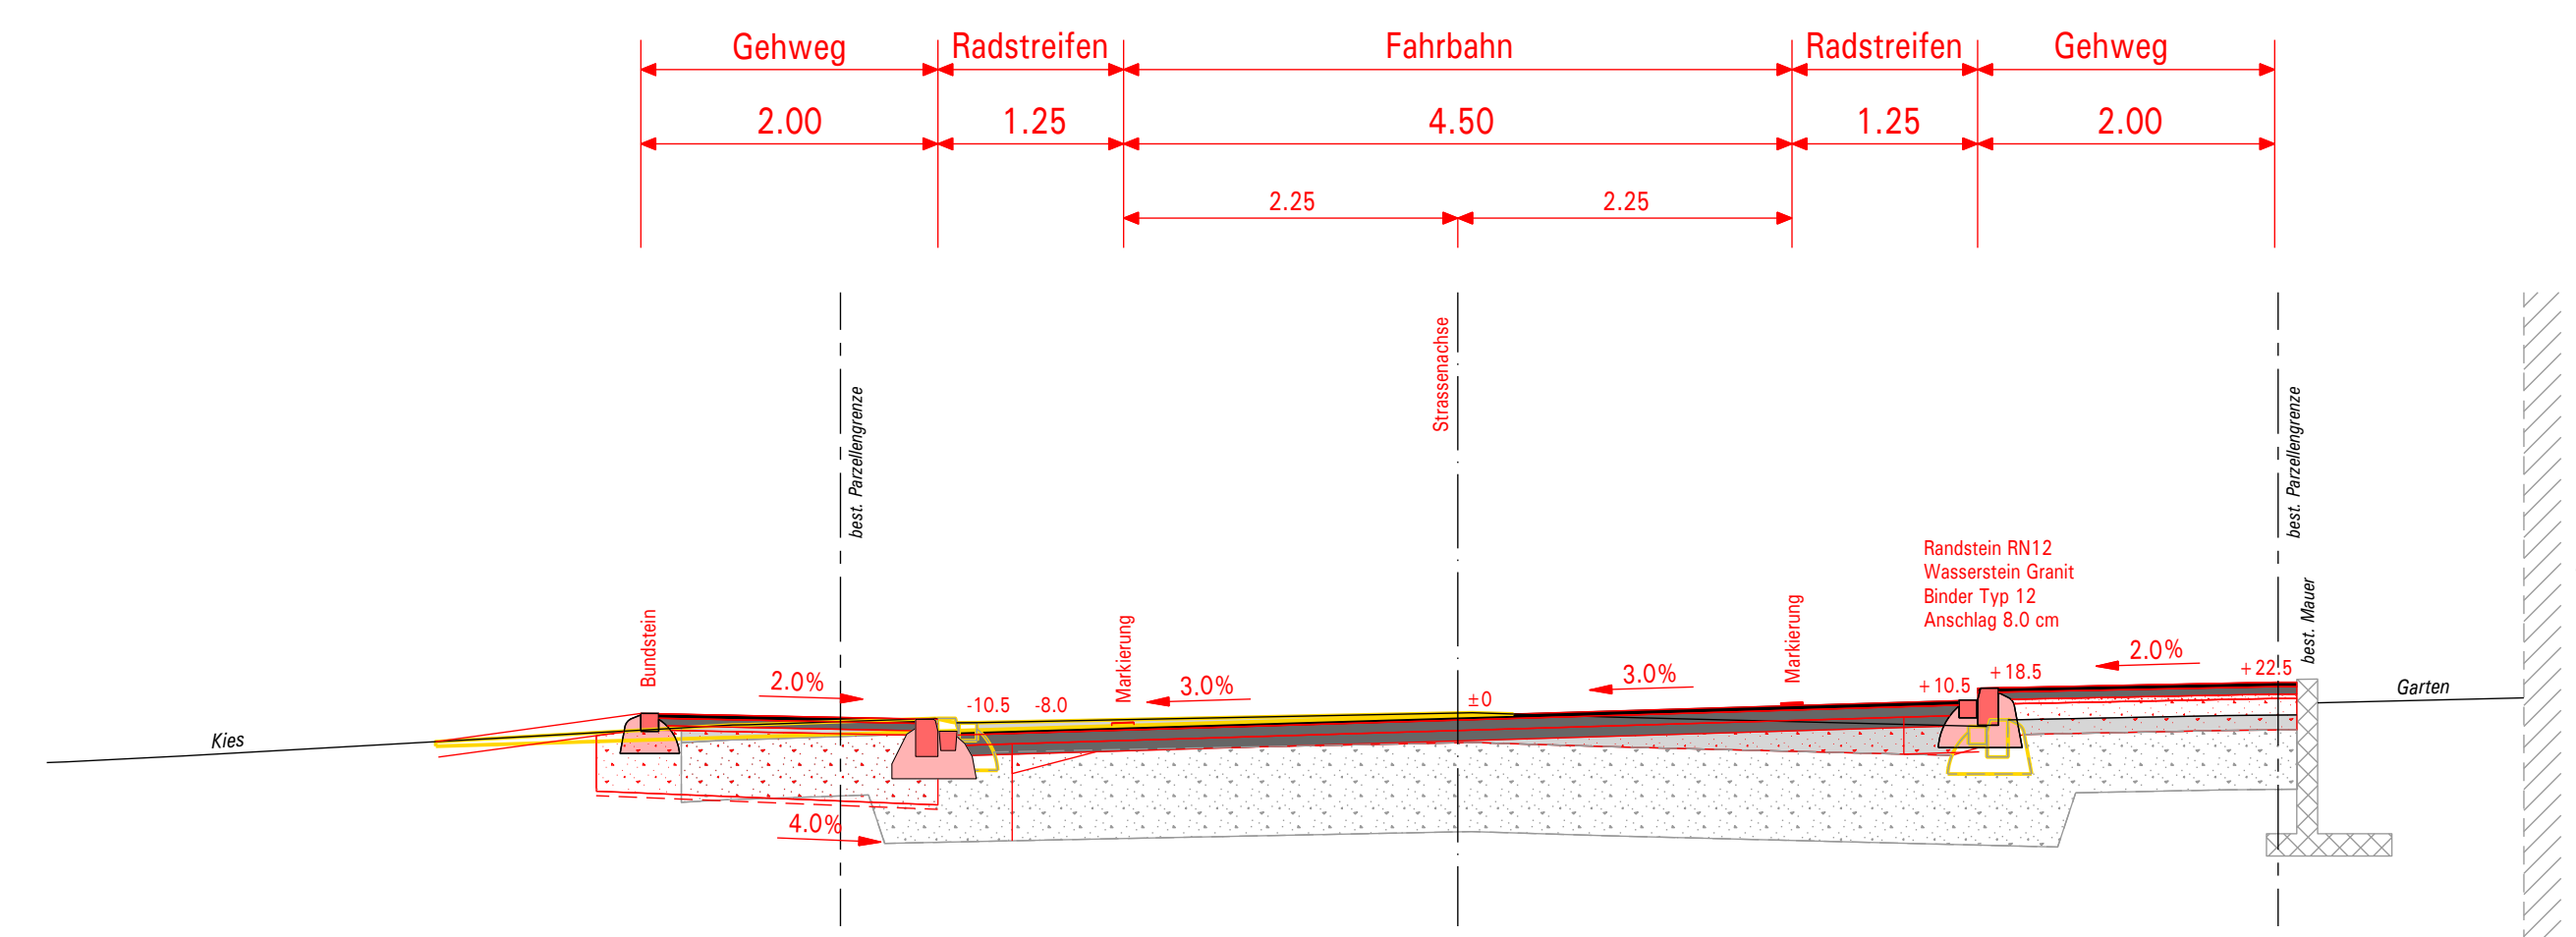 Gehweg Radstreifen Fahrbahn Radstreifen Gehweg
2.00 1.25 4.50 1.25 2.00
2.25 2.25
Strassenachse
best. Parzellengrenze
best. Parzellengrenze
Randstein RN12
Wasserstein Granit
Binder Typ 12
Anschlag 8.0 cm
best. Mauer
Bundstein
Markierung
Markierung
2.0% -10.5 -8.0 3.0% ±0 3.0% +10.5 +18.5 2.0% +22.5
Kies
Garten
4.0%